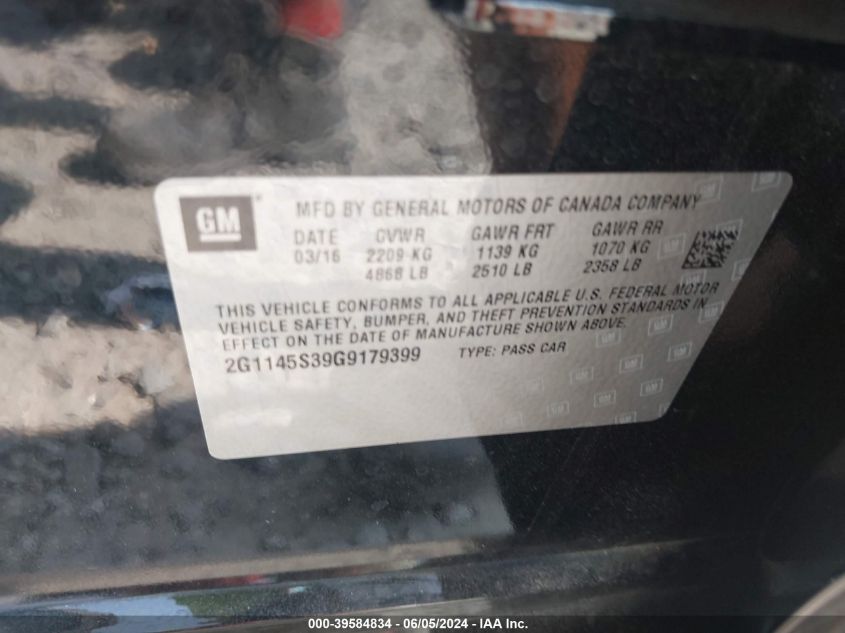 GM
MFD BY GENERAL MOTORS OF CANADA COMPANY
DATE GVWR GAWR FRT GAWR RR
03/16 2209 KG 1139 KG 1070 KG
4868 LB 2510 LB 2358 LB
THIS VEHICLE CONFORMS TO ALL APPLICABLE U.S. FEDERAL MOTOR
VEHICLE SAFETY, BUMPER, AND THEFT PREVENTION STANDARDS IN
EFFECT ON THE DATE OF MANUFACTURE SHOWN ABOVE.
2G1145S39G9179399 TYPE: PASS CAR
000-39584834 - 06/05/2024 - IAA Inc.